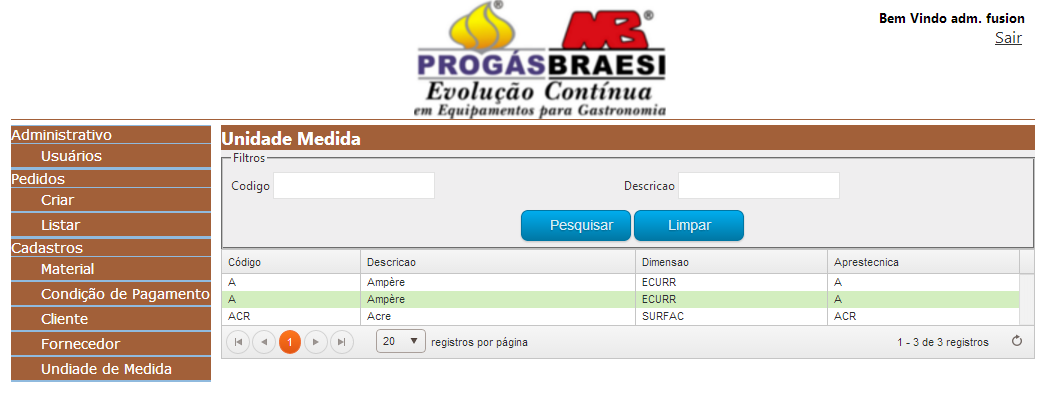 PROGÁSBRAESI
Evolução Contínua
em Equipamentos para Gastronomia
Bem Vindo adm. fusion
Sair
Administrativo
Usuários
Pedidos
Criar
Listar
Cadastros
Material
Condição de Pagamento
Cliente
Fornecedor
Undiade de Medida
Unidade Medida
Filtros
Codigo Descricao
Pesquisar Limpar
Código Descricao Dimensao Aprestecnica
A Ampère ECURR A
A Ampère ECURR A
ACR Acre SURFAC ACR
1 20 registros por página 1 - 3 de 3 registros